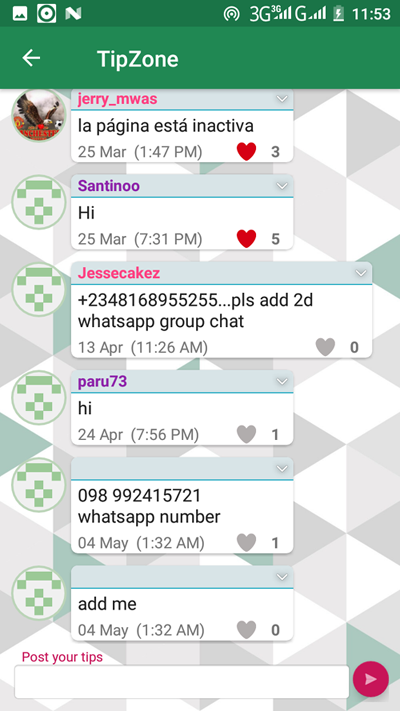 3G 3G G 11:53
TipZone
jerry_mwas
la página está inactiva
25 Mar (1:47 PM) 3
Santinoo
Hi
25 Mar (7:31 PM) 5
Jessecakez
+2348168955255...pls add 2d
whatsapp group chat
13 Apr (11:26 AM) 0
paru73
hi
24 Apr (7:56 PM) 1
098 992415721
whatsapp number
04 May (1:32 AM) 1
add me
04 May (1:32 AM) 0
Post your tips